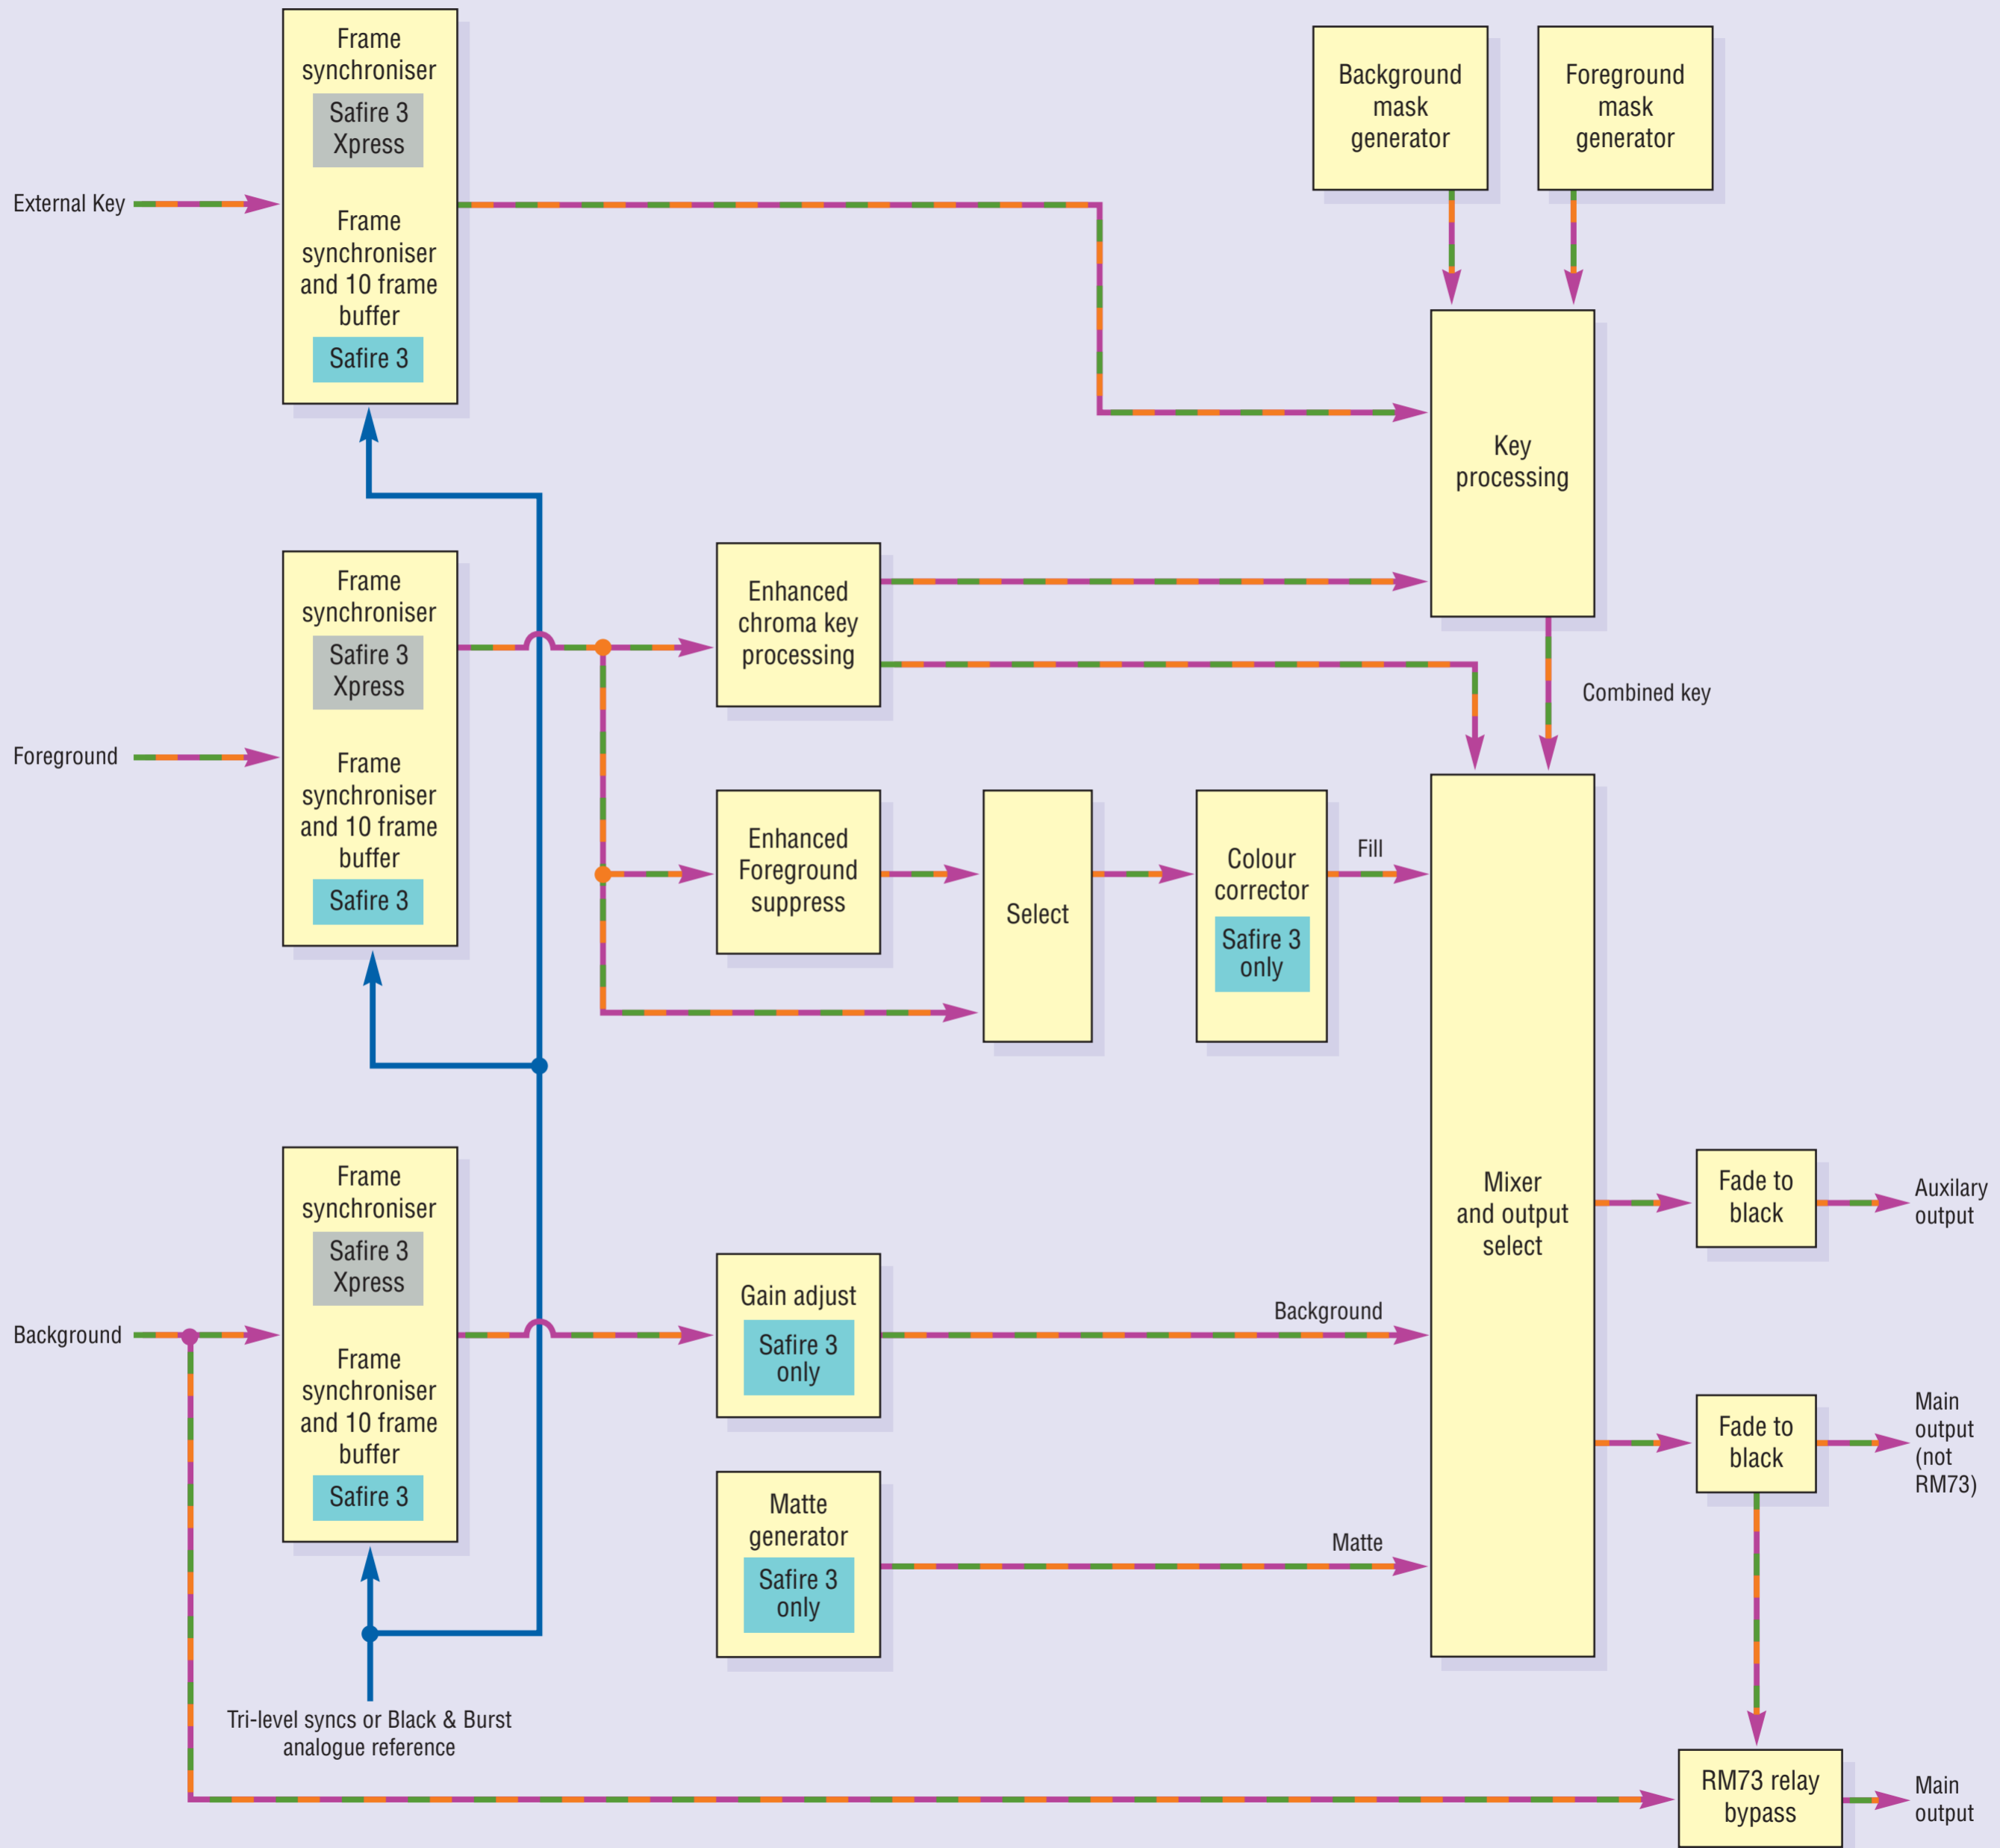 External Key
Frame
synchroniser
Safire 3
Xpress
Frame
synchroniser
and 10 frame
buffer
Safire 3
Background
mask
generator
Foreground
mask
generator
Key
processing
Foreground
Frame
synchroniser
Safire 3
Xpress
Frame
synchroniser
and 10 frame
buffer
Safire 3
Enhanced
chroma key
processing
Combined key
Enhanced
Foreground
suppress
Select
Colour
corrector
Safire 3
only
Fill
Background
Frame
synchroniser
Safire 3
Xpress
Frame
synchroniser
and 10 frame
buffer
Safire 3
Gain adjust
Safire 3
only
Background
Matte
generator
Safire 3
only
Matte
Mixer
and output
select
Fade to
black
Auxilary
output
Fade to
black
Main
output
(not
RM73)
Tri-level syncs or Black & Burst
analogue reference
RM73 relay
bypass
Main
output